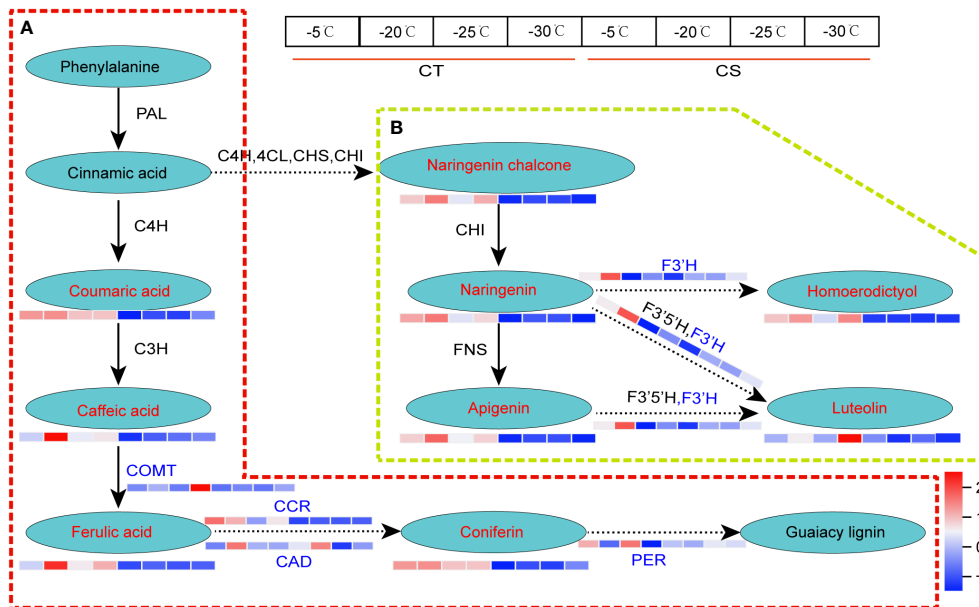 A
-5℃ -20℃ -25℃ -30℃ -5℃ -20℃ -25℃ -30℃
CT CS
Phenylalanine
PAL
B
C4H,4CL,CHS,CHI
Cinnamic acid
Naringenin chalcone
C4H
CHI
F3'H
Coumaric acid
Naringenin
Homoerodictyol
F3'5'H,F3'H
C3H
FNS
F3'5'H,F3'H
Caffeic acid
Apigenin
Luteolin
COMT
CCR
Ferulic acid
Coniferin
Guaiacy lignin
CAD
PER
2